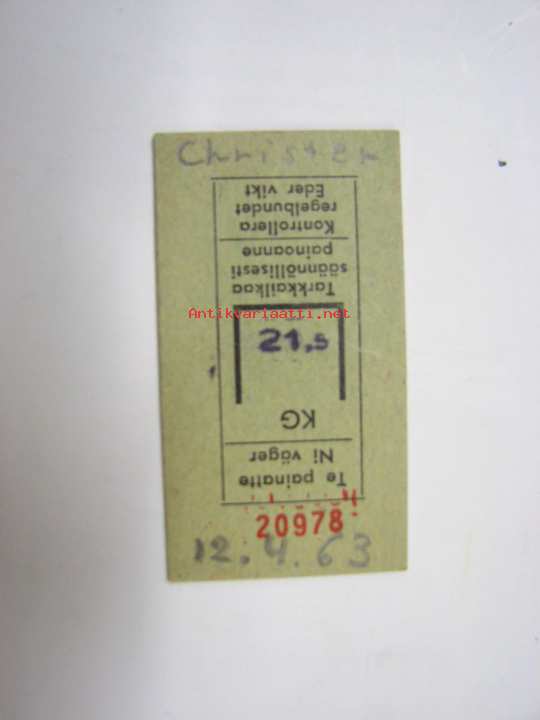 Christer
Eder vikt
regelbundet
Kontrollera
painoanne
säännöllisesti
Tarkkailkaa
Antikvariaatti.net
21,5
KG
Ni väger
Te painatte
20978
12.4.63